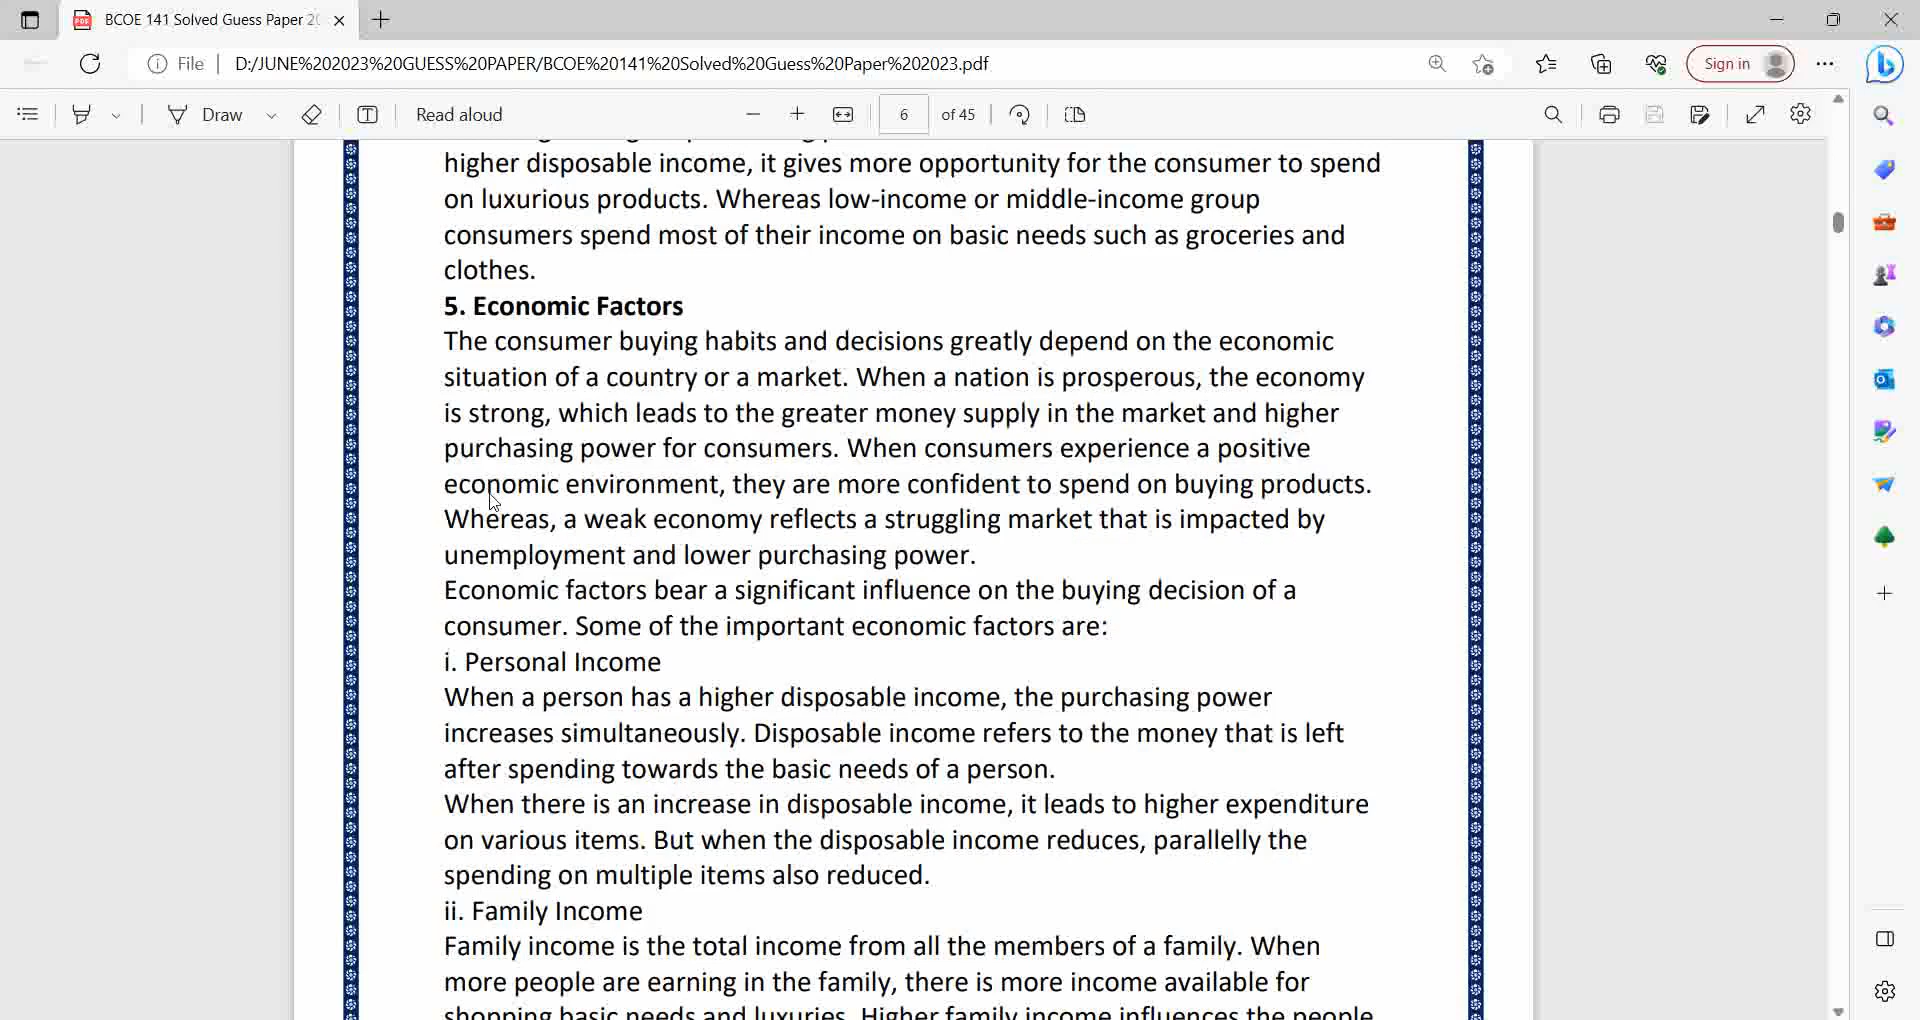 BCOE 141 Solved Guess Paper 20
File
D:/JUNE%202023%20GUESS%20PAPER/BCOE%20141%20Solved%20Guess%20Paper%202023.pdf
Sign in
Draw
Read aloud
6
of 45
higher disposable income, it gives more opportunity for the consumer to spend
on luxurious products. Whereas low-income or middle-income group
consumers spend most of their income on basic needs such as groceries and
clothes.
5. Economic Factors
The consumer buying habits and decisions greatly depend on the economic
situation of a country or a market. When a nation is prosperous, the economy
is strong, which leads to the greater money supply in the market and higher
purchasing power for consumers. When consumers experience a positive
economic environment, they are more confident to spend on buying products.
Whereas, a weak economy reflects a struggling market that is impacted by
unemployment and lower purchasing power.
Economic factors bear a significant influence on the buying decision of a
consumer. Some of the important economic factors are:
i. Personal Income
When a person has a higher disposable income, the purchasing power
increases simultaneously. Disposable income refers to the money that is left
after spending towards the basic needs of a person.
When there is an increase in disposable income, it leads to higher expenditure
on various items. But when the disposable income reduces, parallelly the
spending on multiple items also reduced.
ii. Family Income
Family income is the total income from all the members of a family. When
more people are earning in the family, there is more income available for
shopping basic needs and luxuries. Higher family income influences the people